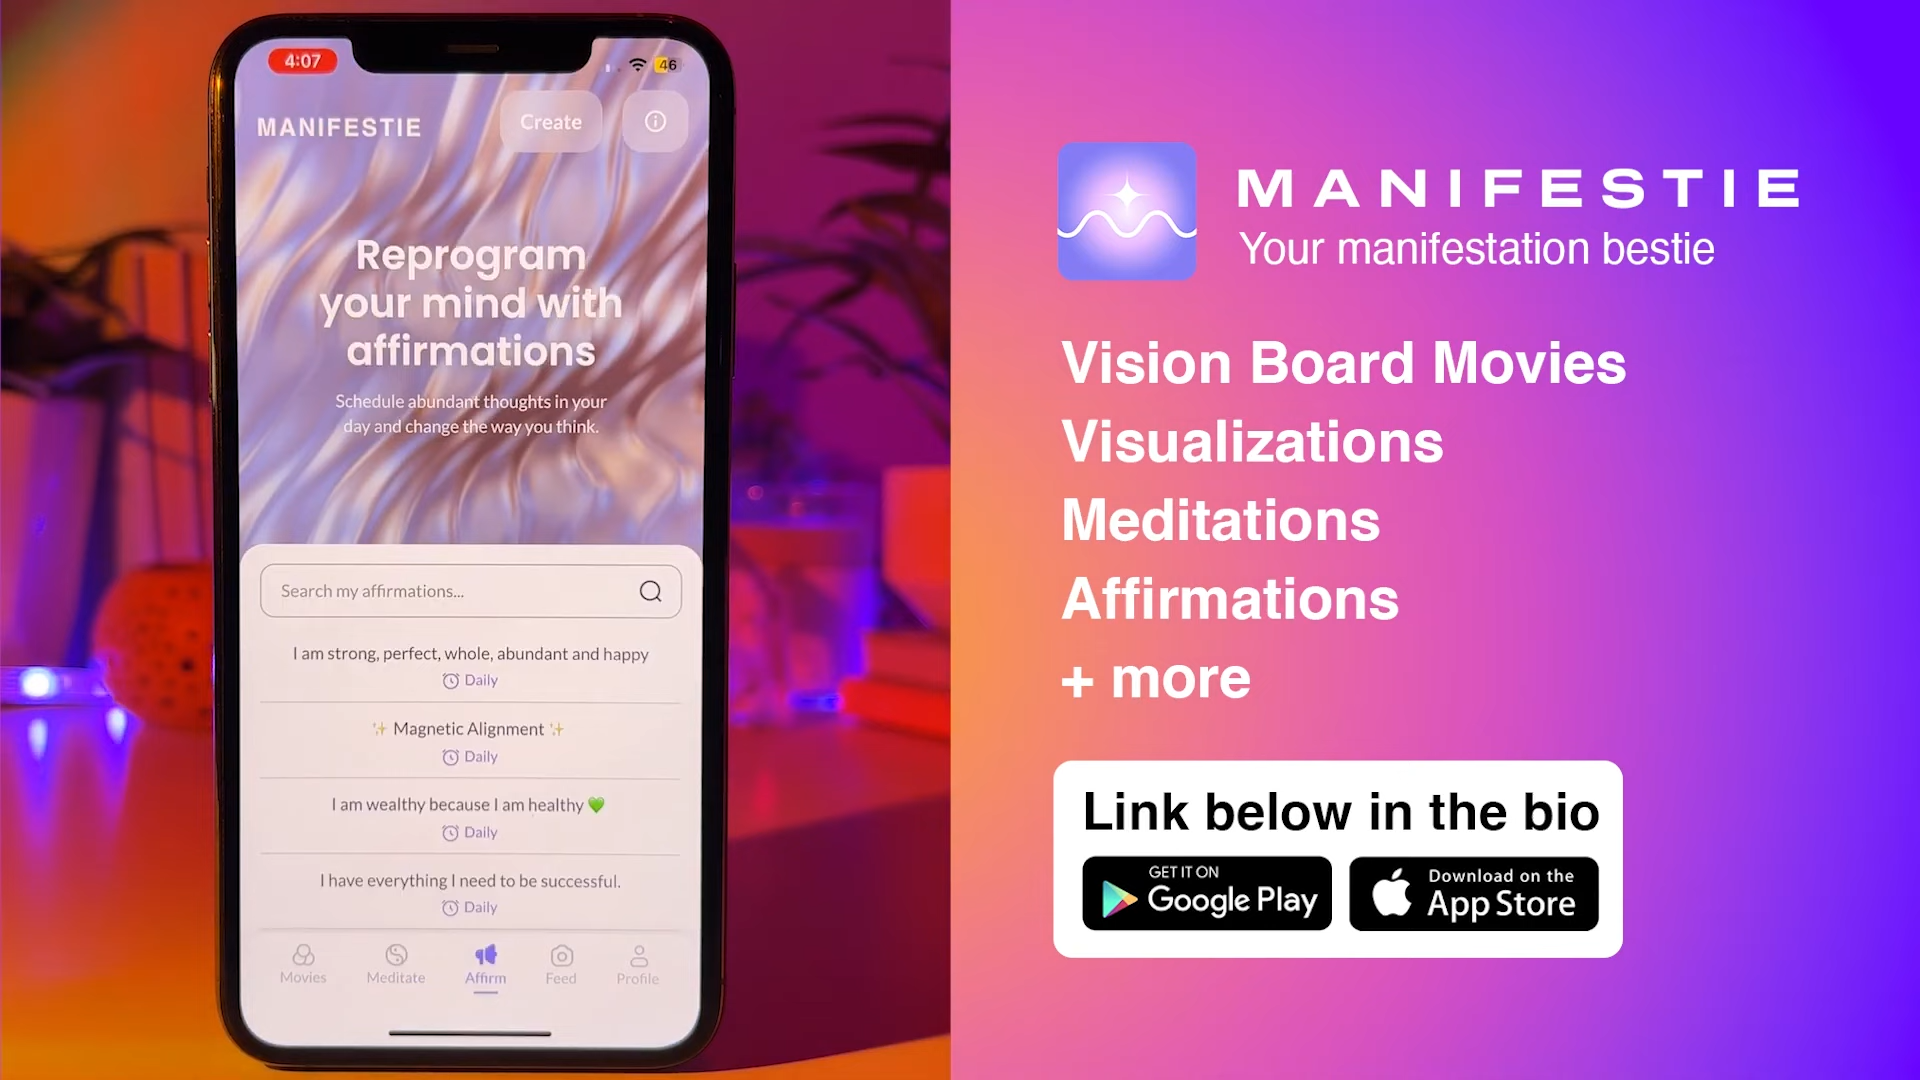 4:07
46
MANIFESTIE
Create
Reprogram
your mind with
affirmations
Schedule abundant thoughts in your
day and change the way you think.
Search my affirmations...
I am strong, perfect, whole, abundant and happy
Daily
✨ Magnetic Alignment ✨
Daily
I am wealthy because I am healthy 💚
Daily
I have everything I need to be successful.
Daily
Movies
Meditate
Affirm
Feed
Profile
MANIFESTIE
Your manifestation bestie
Vision Board Movies
Visualizations
Meditations
Affirmations
+ more
Link below in the bio
GET IT ON
Google Play
Download on the
App Store